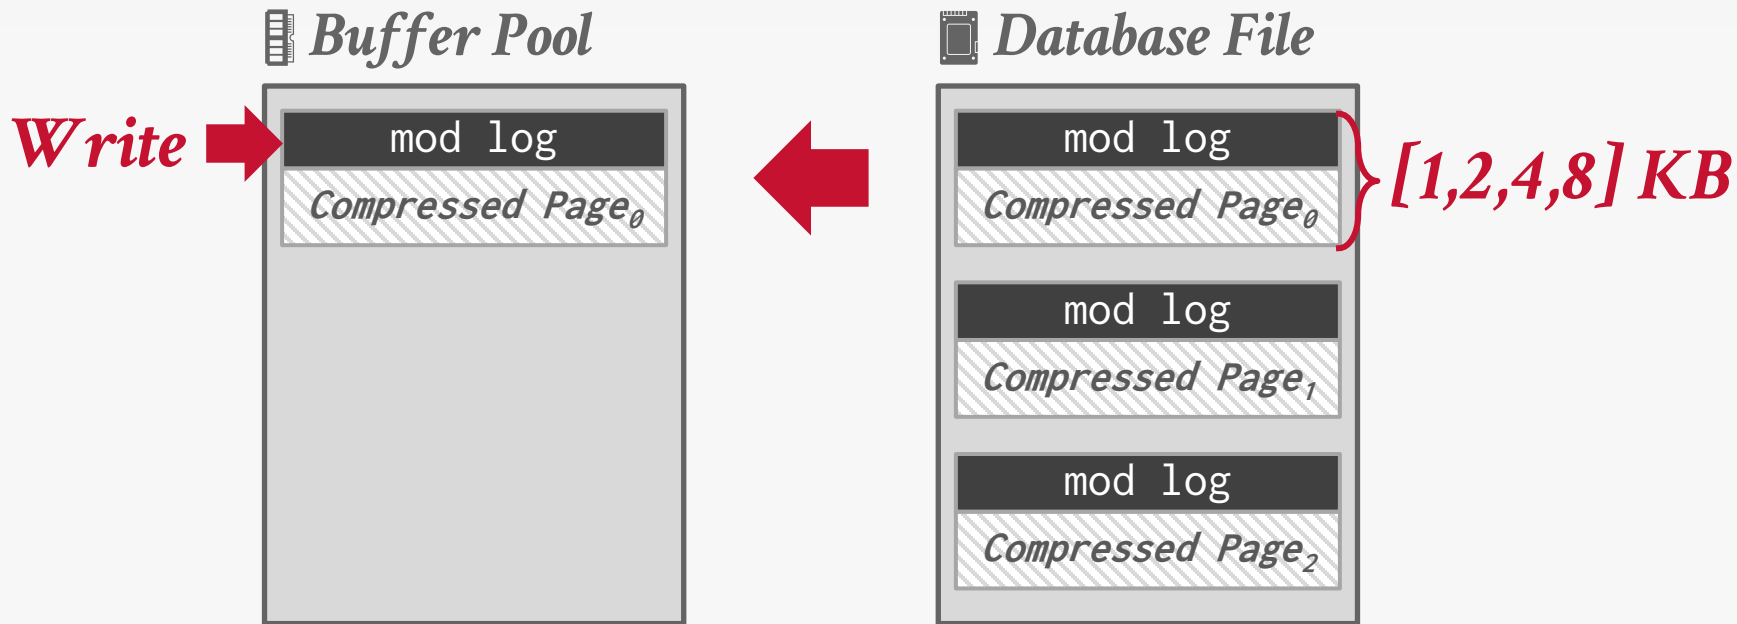 Buffer Pool
Write
mod log
Compressed Page0
Database File
mod log
Compressed Page0
[1,2,4,8] KB
mod log
Compressed Page1
mod log
Compressed Page2